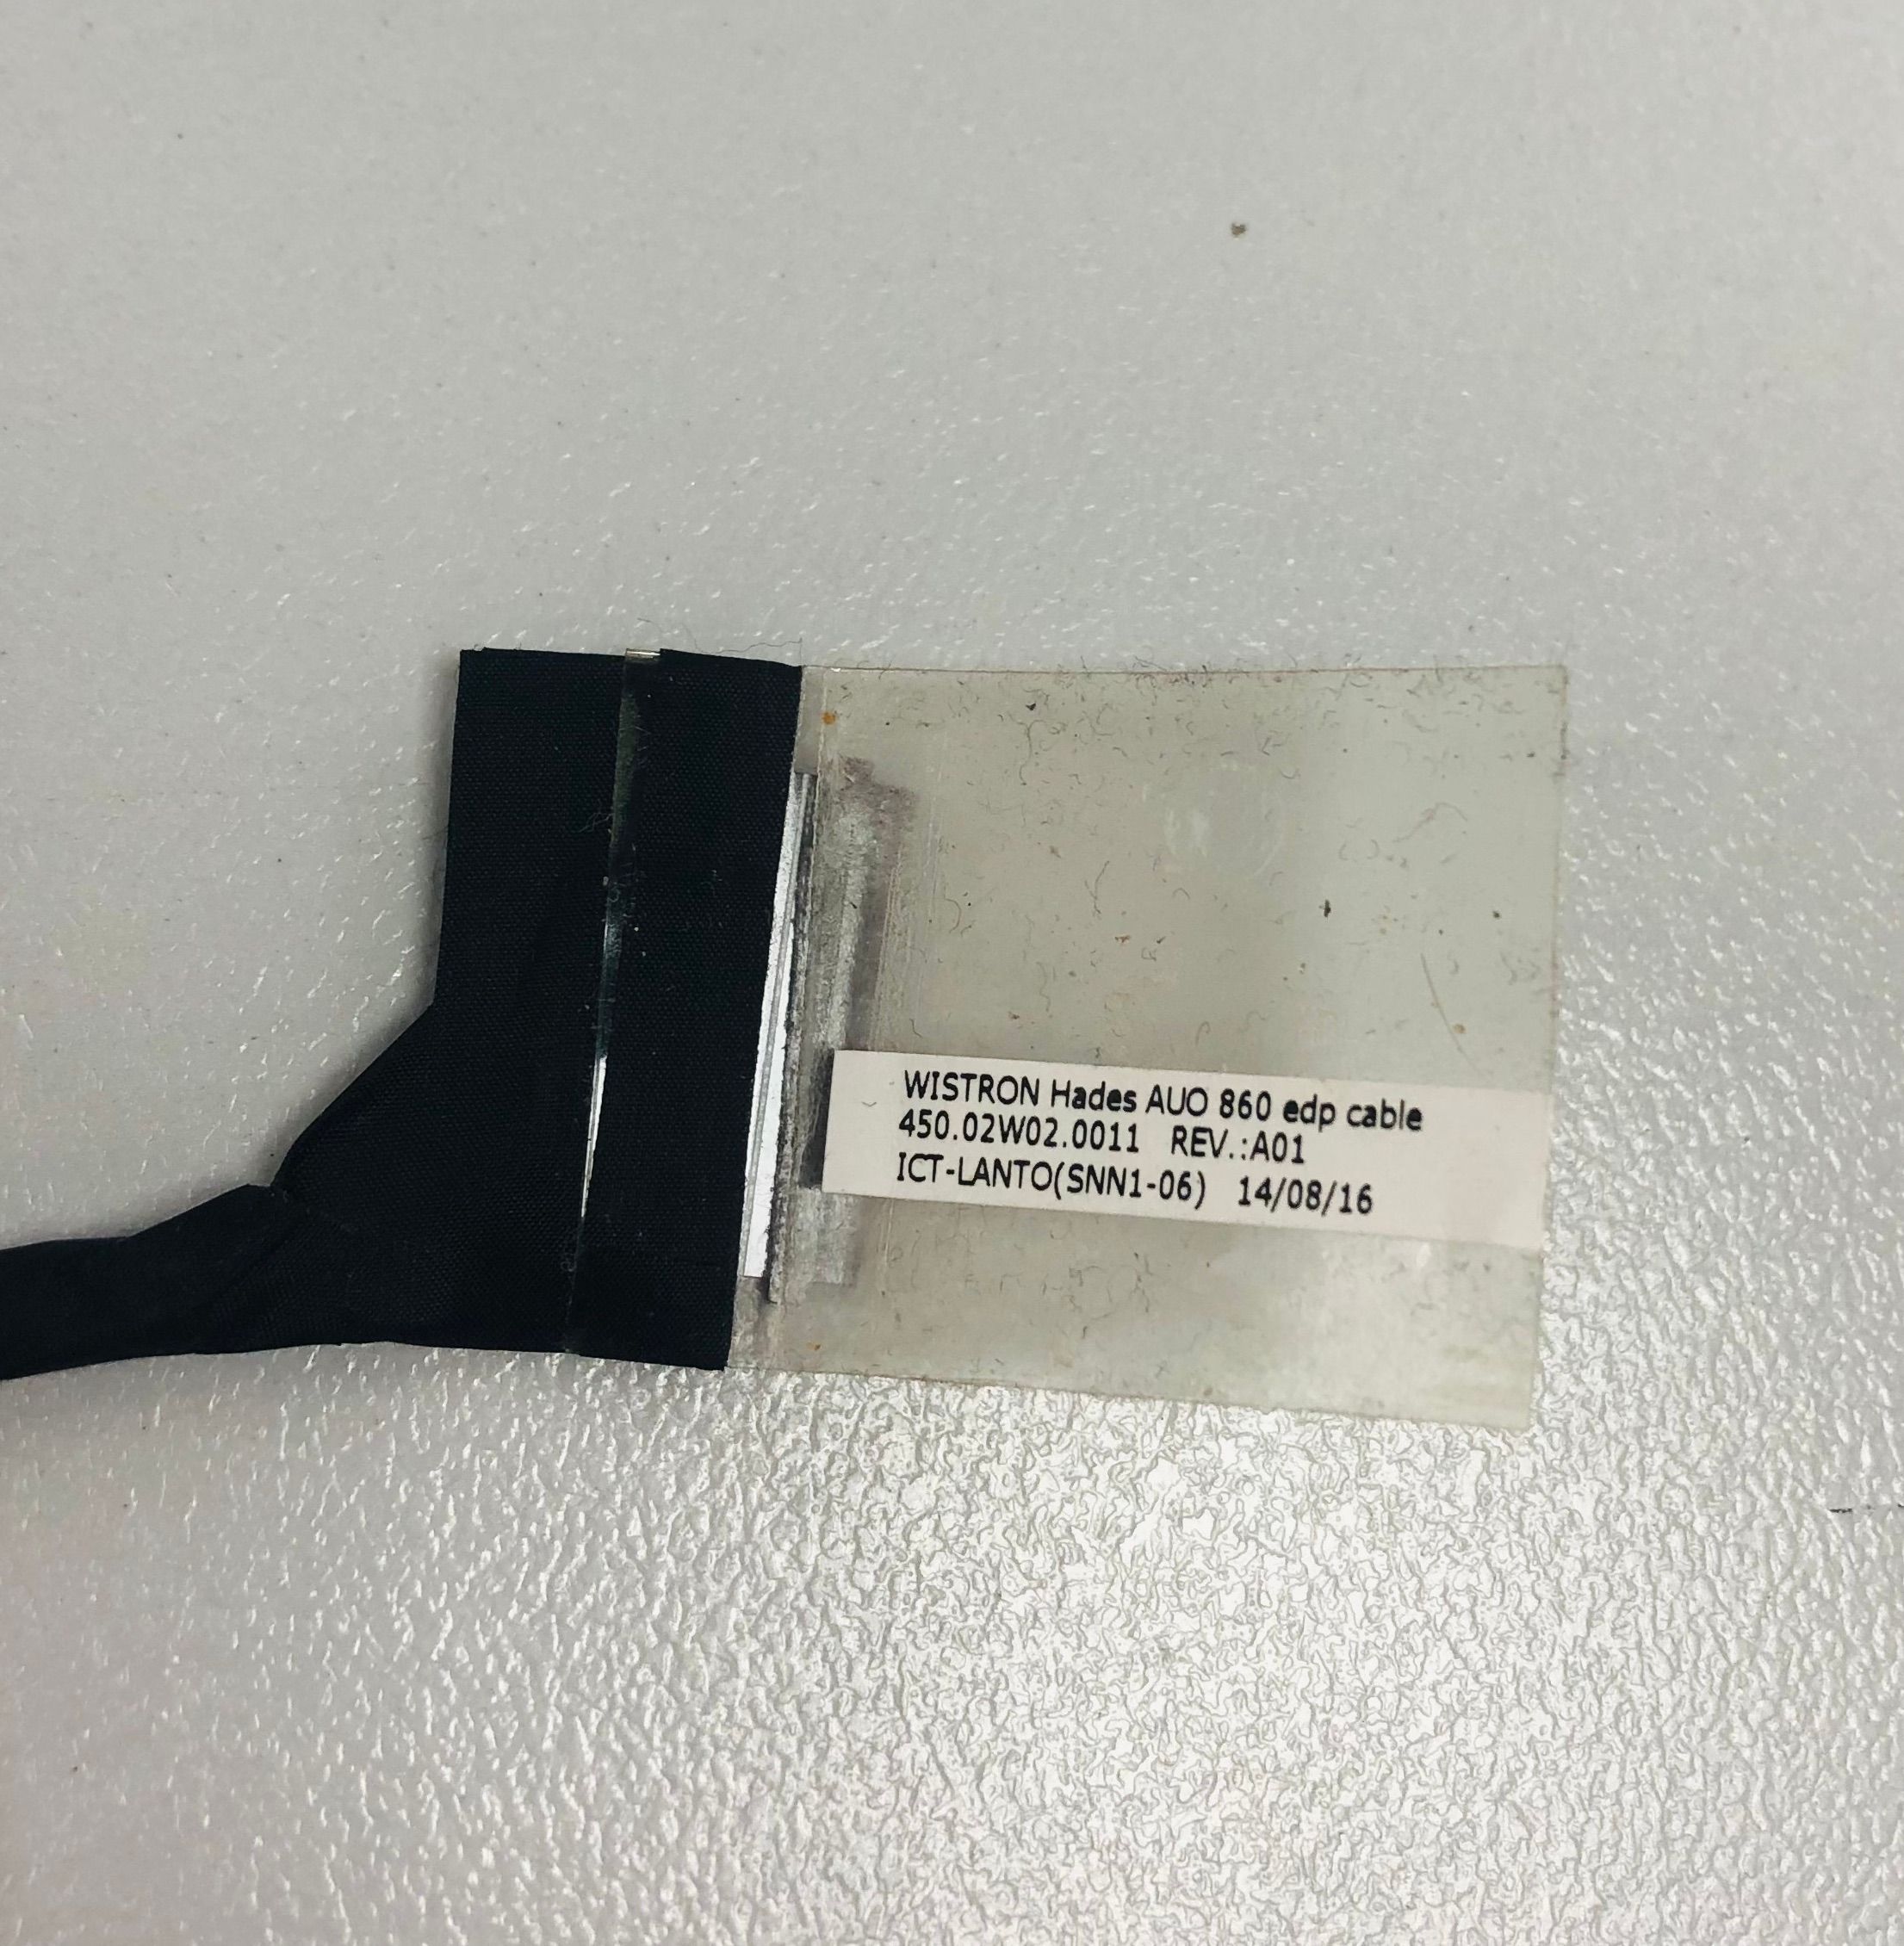 WISTRON Hades AUO 860 edp cable
450.02W02.0011 REV.:A01
ICT-LANTO(SNN1-06) 14/08/16